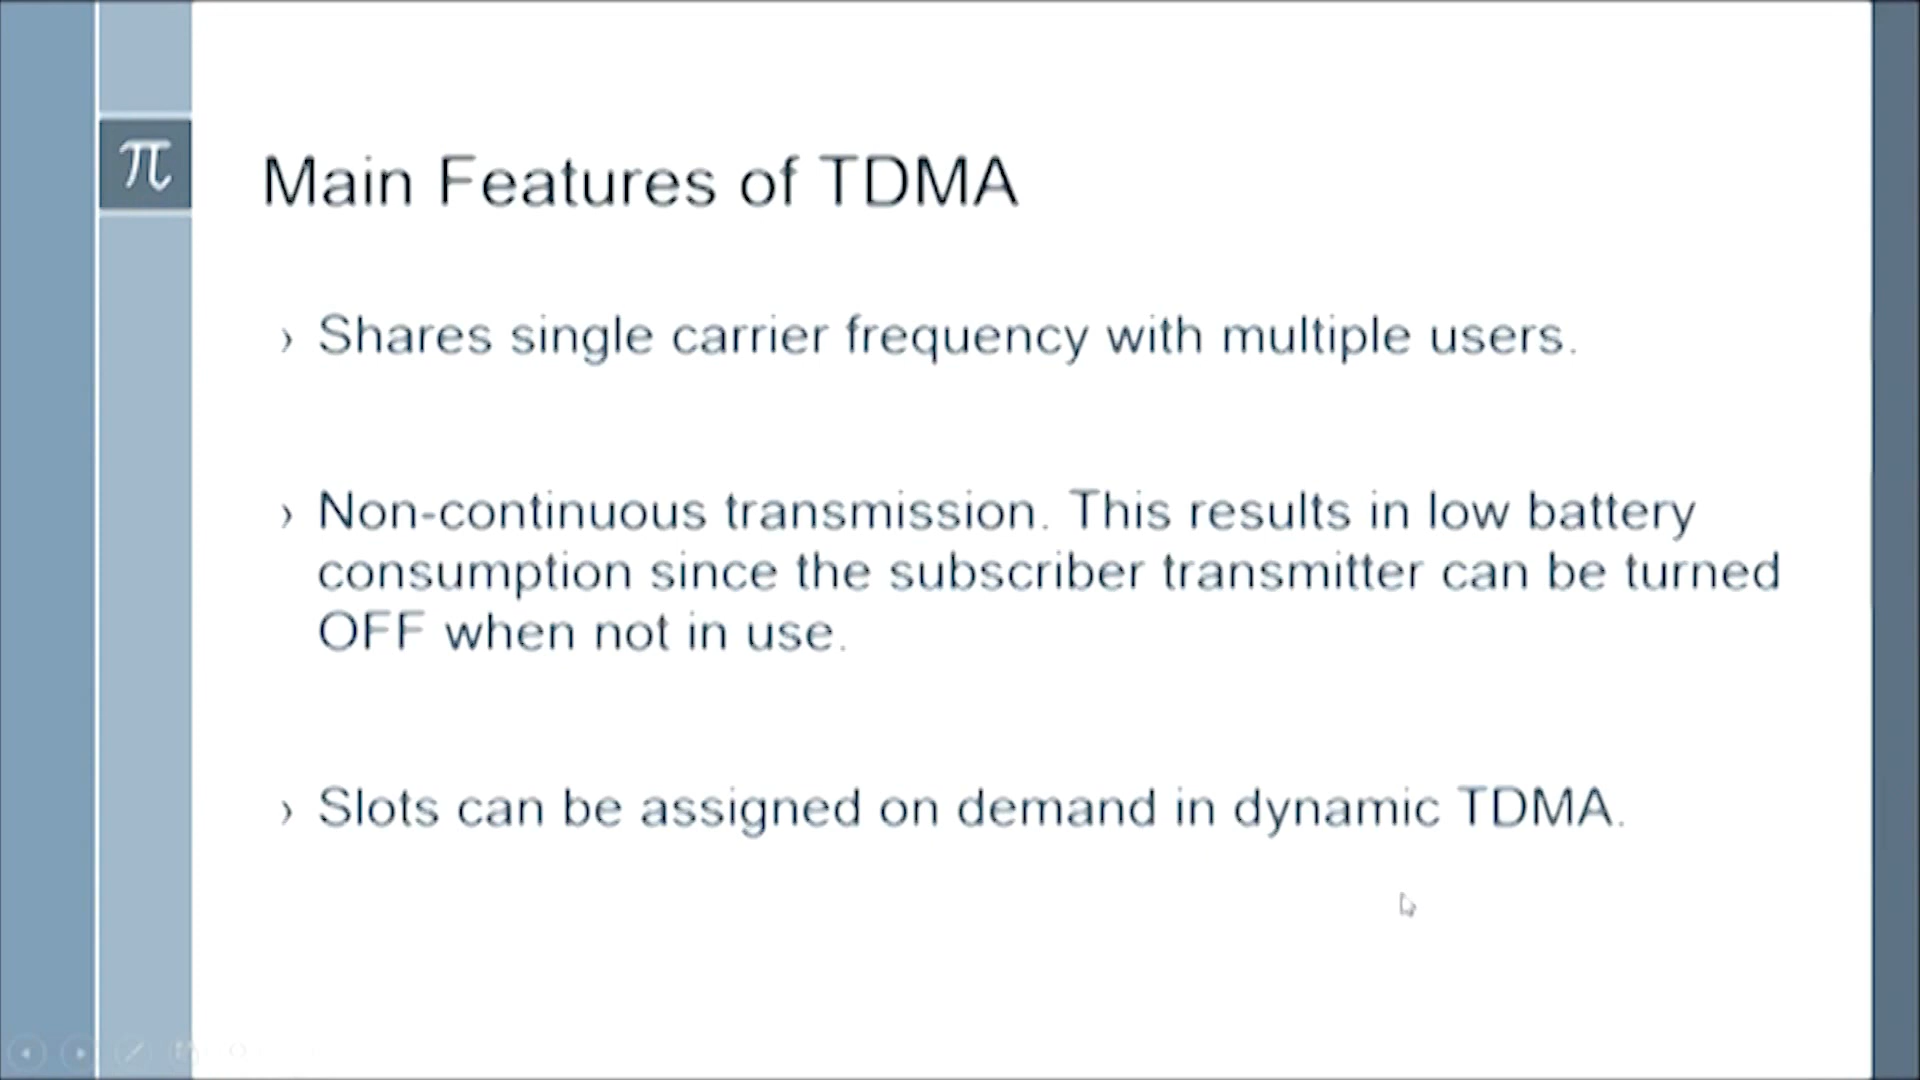 π
Main Features of TDMA
› Shares single carrier frequency with multiple users.
› Non-continuous transmission. This results in low battery
consumption since the subscriber transmitter can be turned
OFF when not in use.
› Slots can be assigned on demand in dynamic TDMA.